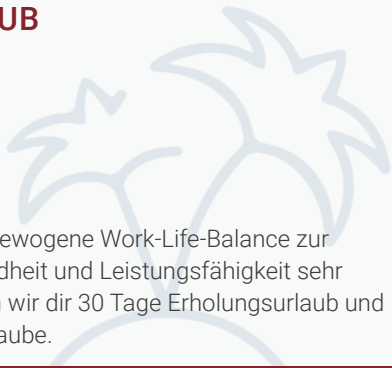 UB
ewogene Work-Life-Balance zur
dheit und Leistungsfähigkeit sehr
wir dir 30 Tage Erholungsurlaub und
aube.